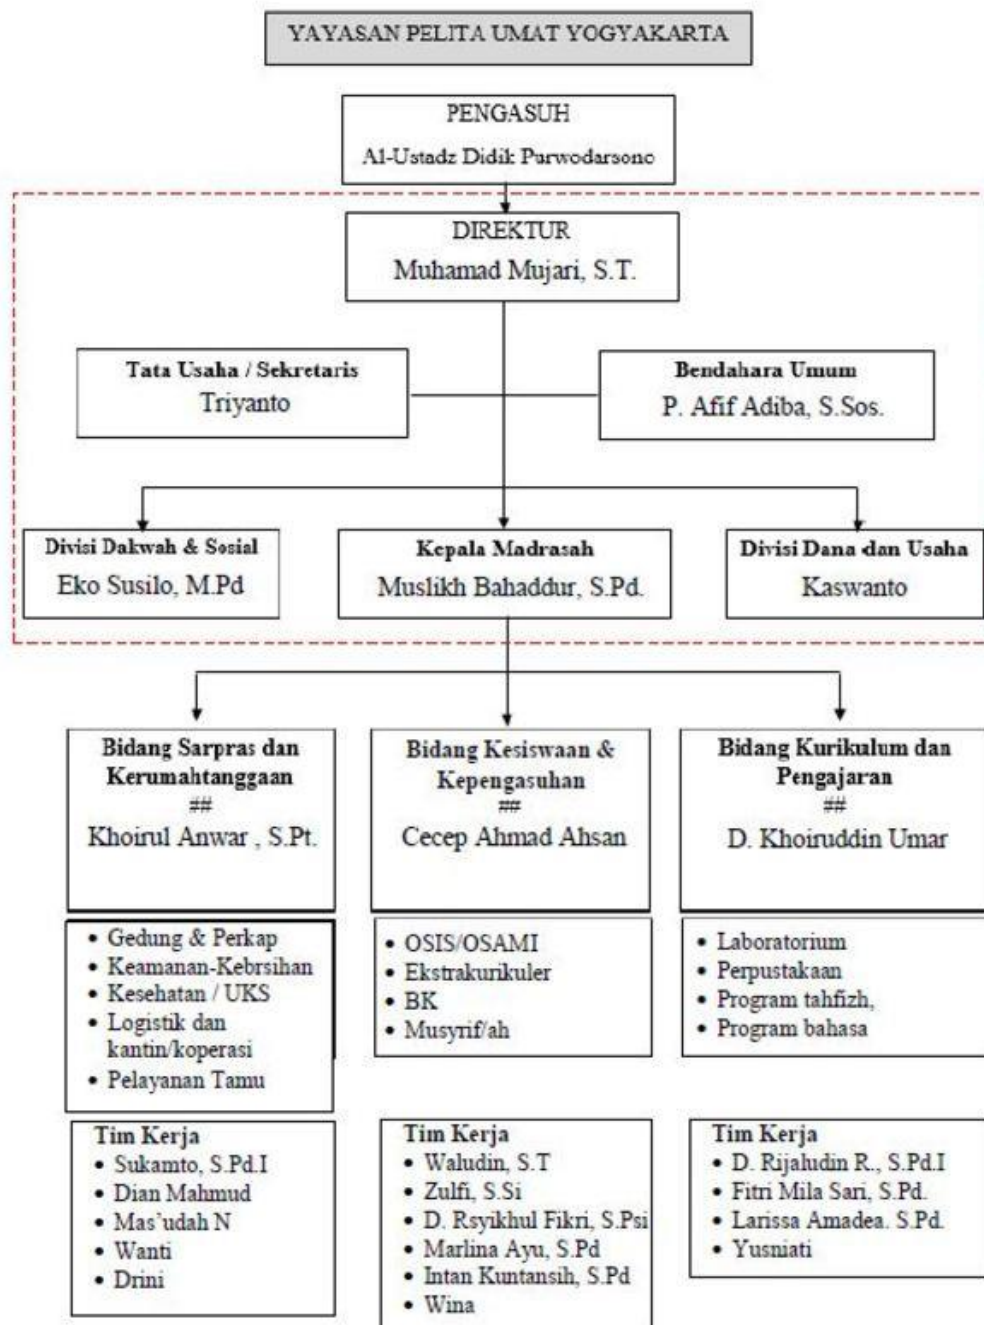 YAYASAN PELITA UMAT YOGYAKARTA
PENGASUH
Al-Ustadz Didik Purwodarsono
DIREKTUR
Muhamad Mujari, S.T.
Tata Usaha / Sekretaris
Triyanto
Bendahara Umum
P. Afif Adiba, S.Sos.
Divisi Dakwah & Sosial
Eko Susilo, M.Pd
Kepala Madrasah
Muslikh Bahaddur, S.Pd.
Divisi Dana dan Usaha
Kaswanto
Bidang Sarpras dan
Kerumahtanggaan
##
Khoirul Anwar , S.Pt.
Bidang Kesiswaan &
Kepengasuhan
##
Cecep Ahmad Ahsan
Bidang Kurikulum dan
Pengajaran
##
D. Khoiruddin Umar
• Gedung & Perkap
• Keamanan-Kebrsihan
• Kesehatan / UKS
• Logistik dan
kantin/koperasi
• Pelayanan Tamu
• OSIS/OSAMI
• Ekstrakurikuler
• BK
• Musyrif/ah
• Laboratorium
• Perpustakaan
• Program tahfizh,
• Program bahasa
Tim Kerja
• Sukamto, S.Pd.I
• Dian Mahmud
• Mas’udah N
• Wanti
• Drini
Tim Kerja
• Waludin, S.T
• Zulfi, S.Si
• D. Rsyikhul Fikri, S.Psi
• Marlina Ayu, S.Pd
• Intan Kuntansih, S.Pd
• Wina
Tim Kerja
• D. Rijaludin R., S.Pd.I
• Fitri Mila Sari, S.Pd.
• Larissa Amadea. S.Pd.
• Yusniati